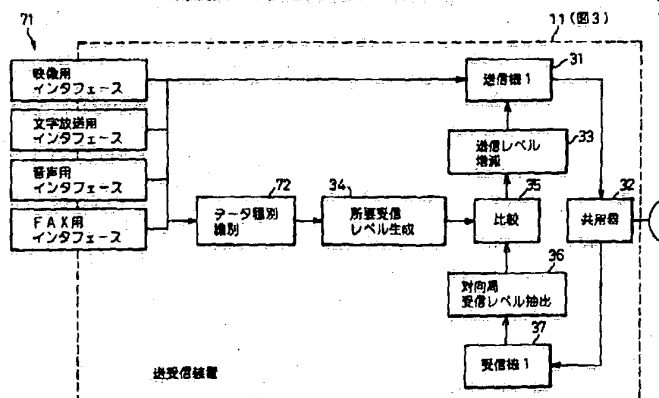 71
11(図3)
映像用
インタフェース
文字放送用
インタフェース
音声用
インタフェース
FAX用
インタフェース
72
データ種別
識別
34
所要受信
レベル生成
送信機1
31
送信レベル
増減
33
比較
35
共用器
32
対向局
受信レベル抽出
36
受信機1
37
送受信装置